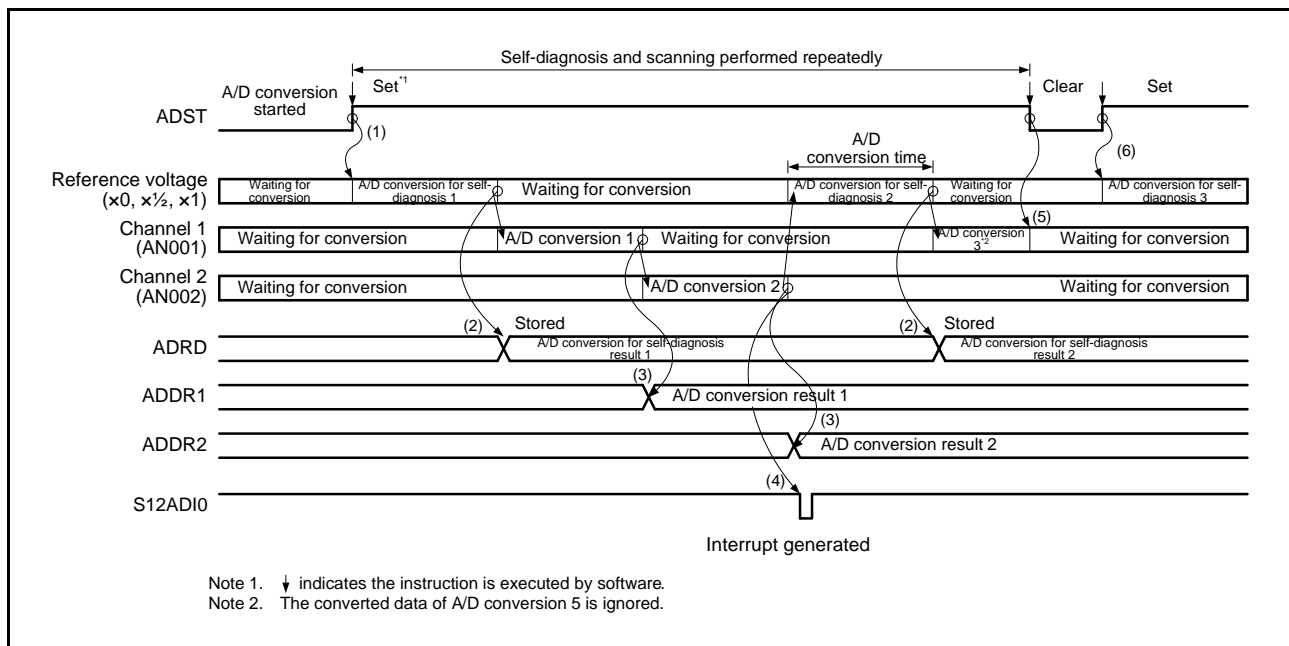 Self-diagnosis and scanning performed repeatedly
A/D conversion
started
Set*1
Clear
Set
ADST
(1)
A/D
conversion time
(6)
Reference voltage
(×0, ×½, ×1)
Waiting for
conversion
A/D conversion for self-
diagnosis 1
Waiting for conversion
A/D conversion for self-
diagnosis 2
Waiting for
conversion
A/D conversion for self-
diagnosis 3
(5)
Channel 1
(AN001)
Waiting for conversion
A/D conversion 1
Waiting for conversion
A/D conversion
3*2
Waiting for conversion
Channel 2
(AN002)
Waiting for conversion
A/D conversion 2
Waiting for conversion
(2)
Stored
(2)
Stored
ADRD
A/D conversion for self-diagnosis
result 1
A/D conversion for self-diagnosis
result 2
(3)
ADDR1
A/D conversion result 1
(3)
ADDR2
A/D conversion result 2
(4)
S12ADI0
Interrupt generated
Note 1. ↓ indicates the instruction is executed by software.
Note 2. The converted data of A/D conversion 5 is ignored.